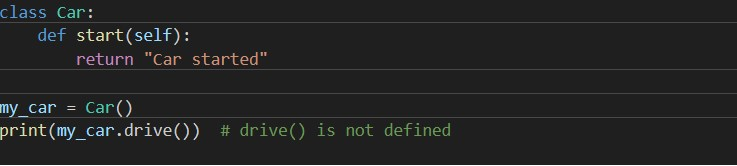 class Car:
    def start(self):
        return "Car started"
my_car = Car()
print(my_car.drive())  # drive() is not defined